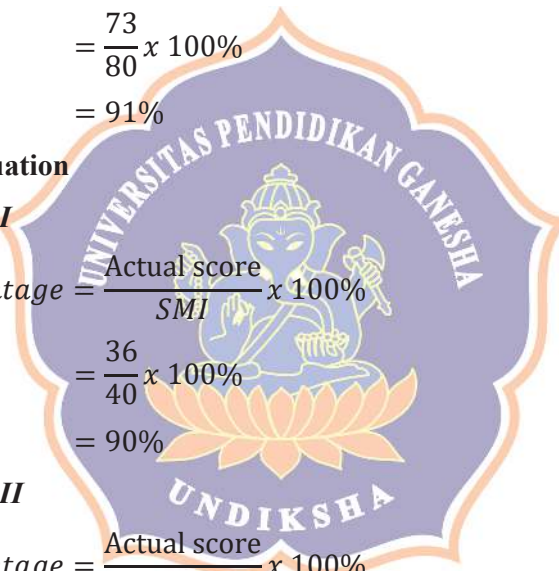 = 73/80 x 100%
= 91%
uation
I
tage = Actual score/SMI x 100%
= 36/40 x 100%
= 90%
II
tage = Actual score x 100%
UNIVERSITAS PENDIDIKAN GANESHA
UNDIKSHA